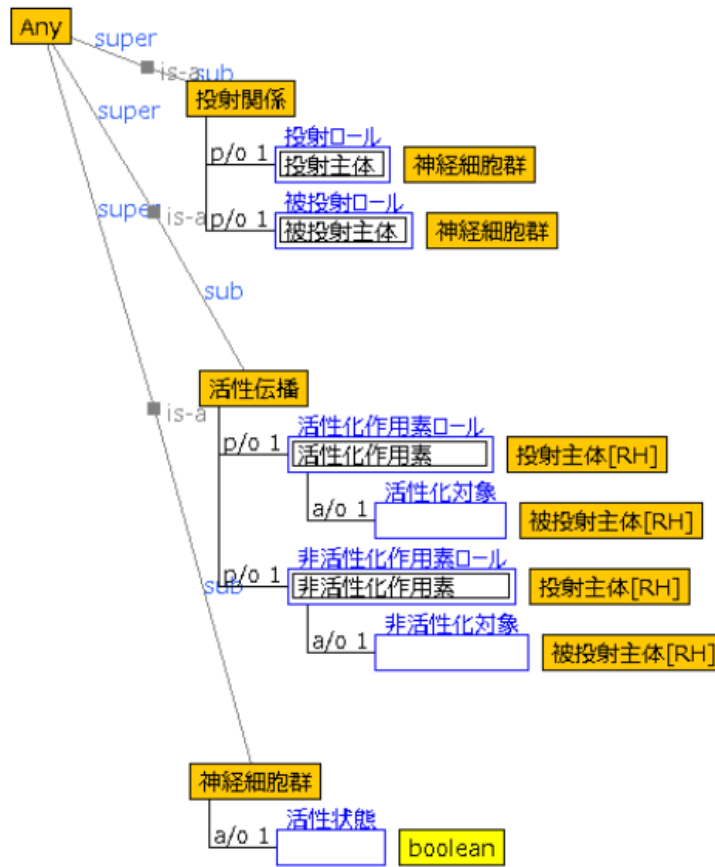 Any
super
is-a
sub
投射関係
super
投射ロール
p/o 1
投射主体
神経細胞群
被投射ロール
super
is-a
p/o 1
被投射主体
神経細胞群
sub
活性伝播
is-a
活性化作用素ロール
p/o 1
活性化作用素
投射主体[RH]
活性化対象
a/o 1
被投射主体[RH]
非活性化作用素ロール
p/o 1
sub
非活性化作用素
投射主体[RH]
非活性化対象
a/o 1
被投射主体[RH]
神経細胞群
活性状態
a/o 1
boolean